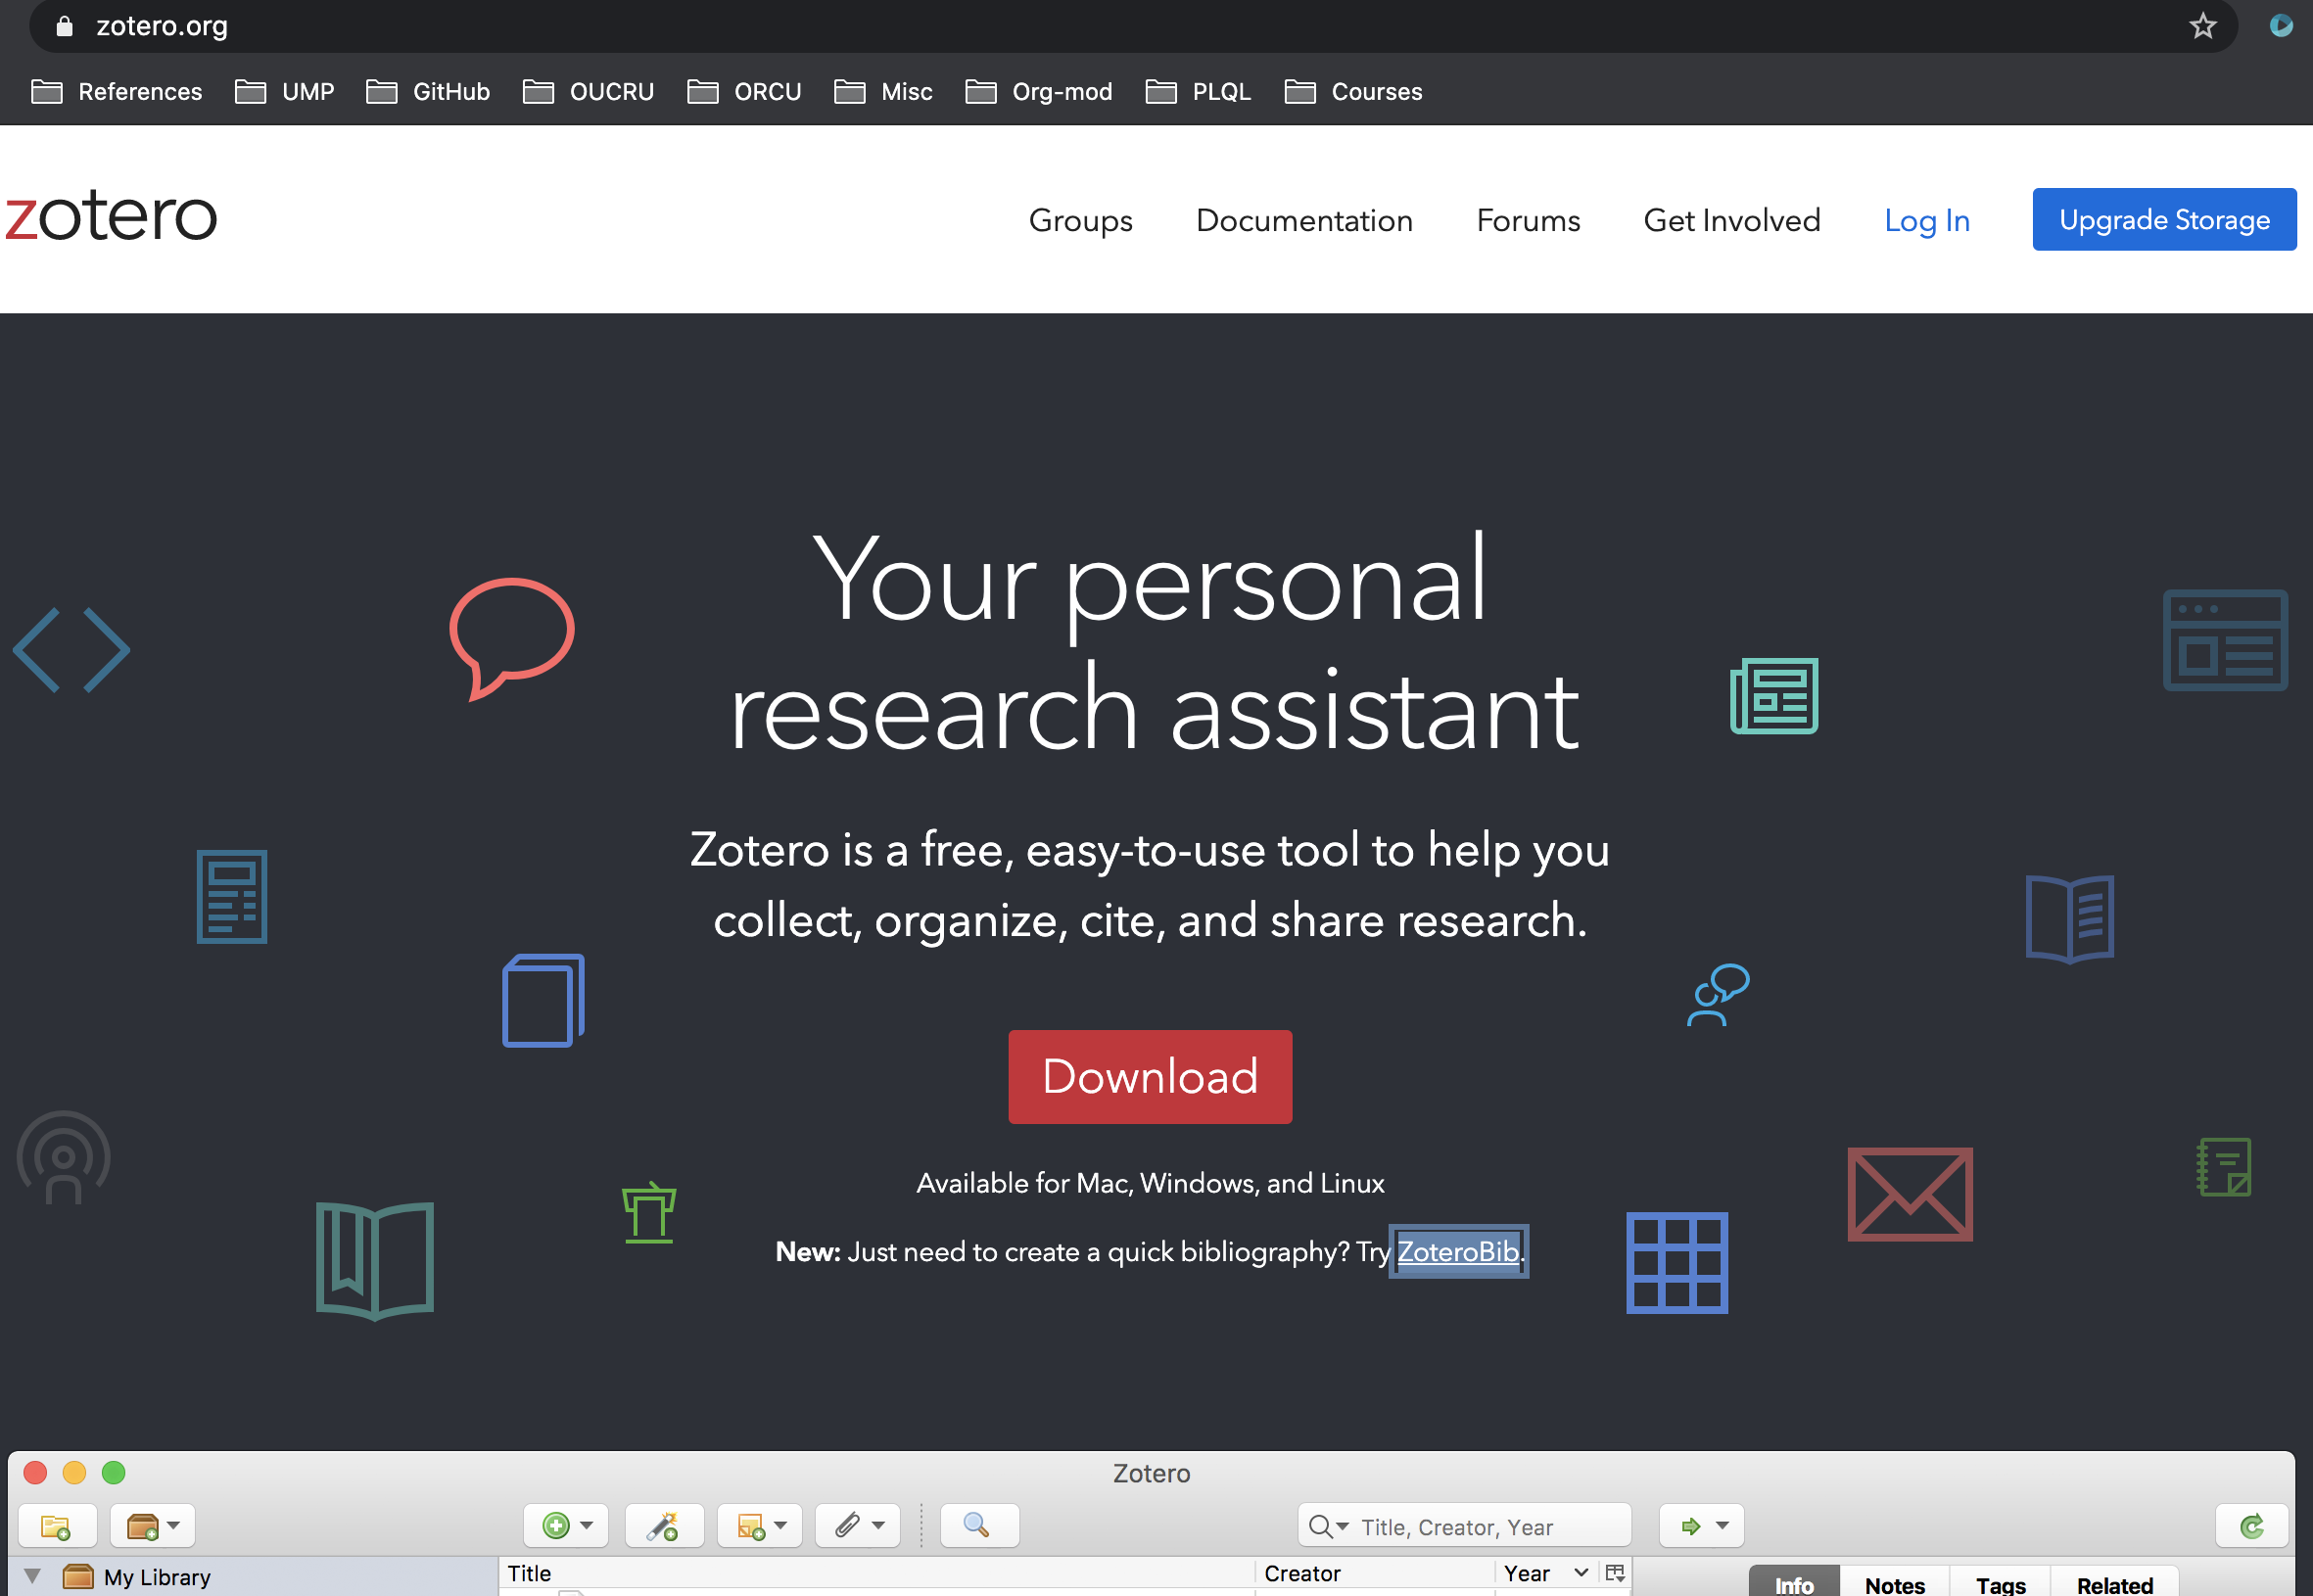 zotero.org
References UMP GitHub OUCRU ORCU Misc Org-mod PLQL Courses
zotero Groups Documentation Forums Get Involved Log In Upgrade Storage
Your personal
research assistant
Zotero is a free, easy-to-use tool to help you
collect, organize, cite, and share research.
Download
Available for Mac, Windows, and Linux
New: Just need to create a quick bibliography? Try ZoteroBib.
Zotero
Title, Creator, Year
My Library Title Creator Year
Info Notes Tags Related